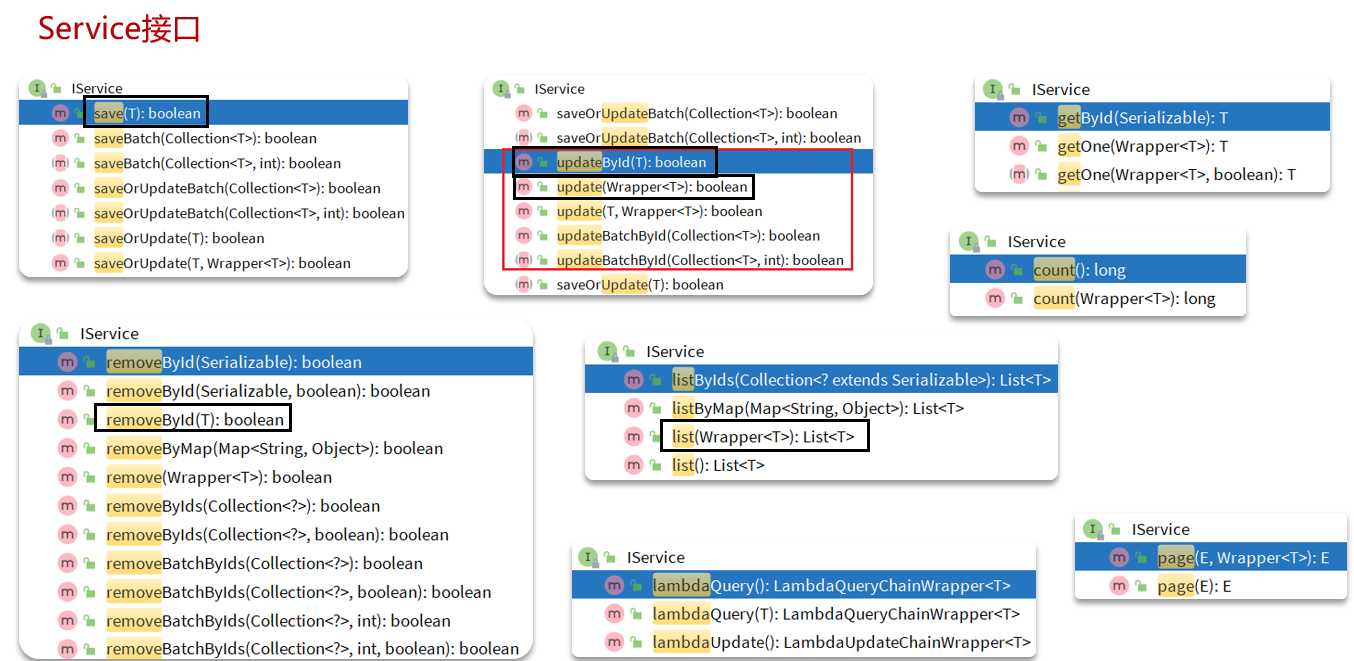 Service接口
IService
save(T): boolean
saveBatch(Collection<T>): boolean
saveBatch(Collection<T>, int): boolean
saveOrUpdateBatch(Collection<T>): boolean
saveOrUpdateBatch(Collection<T>, int): boolean
saveOrUpdate(T): boolean
saveOrUpdate(T, Wrapper<T>): boolean
IService
saveOrUpdateBatch(Collection<T>): boolean
saveOrUpdateBatch(Collection<T>, int): boolean
updateById(T): boolean
update(Wrapper<T>): boolean
update(T, Wrapper<T>): boolean
updateBatchById(Collection<T>): boolean
updateBatchById(Collection<T>, int): boolean
saveOrUpdate(T): boolean
IService
getById(Serializable): T
getOne(Wrapper<T>): T
getOne(Wrapper<T>, boolean): T
IService
count(): long
count(Wrapper<T>): long
IService
removeById(Serializable): boolean
removeById(Serializable, boolean): boolean
removeById(T): boolean
removeByMap(Map<String, Object>): boolean
remove(Wrapper<T>): boolean
removeByIds(Collection<?>): boolean
removeByIds(Collection<?>, boolean): boolean
removeBatchByIds(Collection<?>): boolean
removeBatchByIds(Collection<?>, boolean): boolean
removeBatchByIds(Collection<?>, int): boolean
removeBatchByIds(Collection<?>, int, boolean): boolean
IService
listByIds(Collection<? extends Serializable>): List<T>
listByMap(Map<String, Object>): List<T>
list(Wrapper<T>): List<T>
list(): List<T>
IService
lambdaQuery(): LambdaQueryChainWrapper<T>
lambdaQuery(T): LambdaQueryChainWrapper<T>
lambdaUpdate(): LambdaUpdateChainWrapper<T>
IService
page(E, Wrapper<T>): E
page(E): E